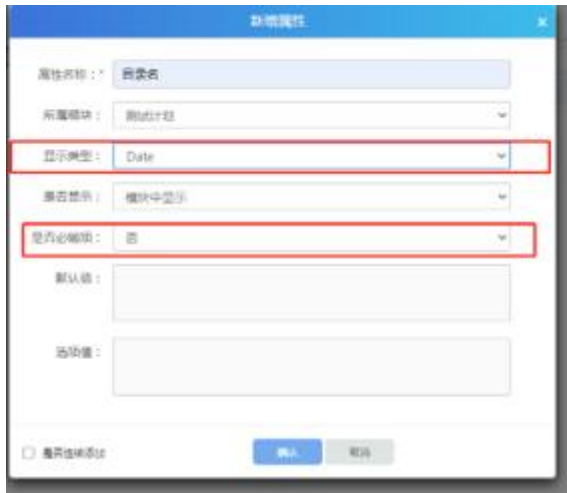 新增属性 ×
属性名称：* 目录名
所属模块： 测试计划
显示类型： Date
是否显示： 模块中显示
是否必填项： 否
默认值：
选项值：
是否连续添加 确认 取消